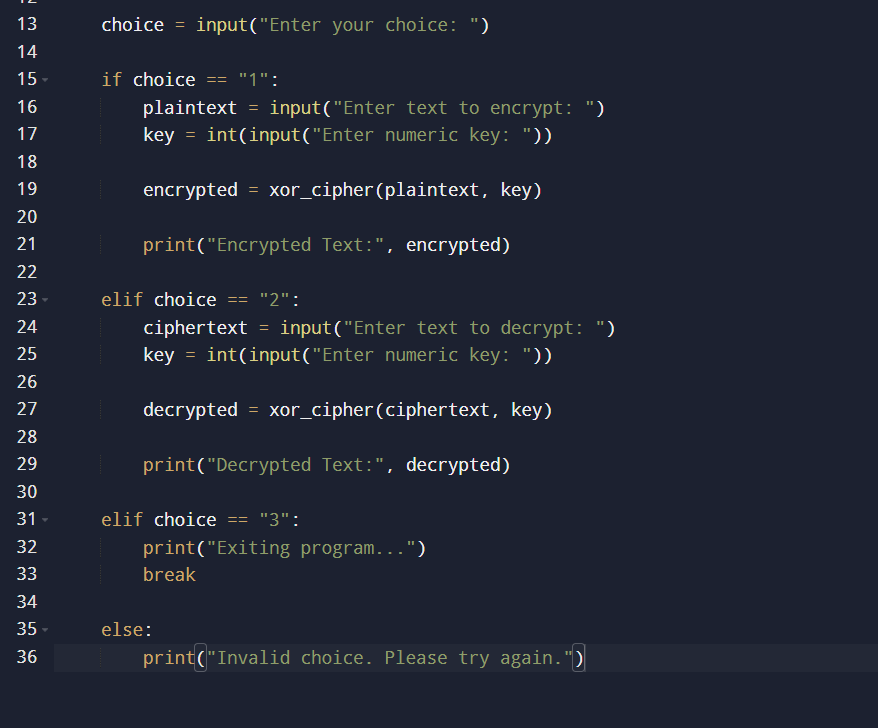 12
13 choice = input("Enter your choice: ")
14
15 if choice == "1":
16 plaintext = input("Enter text to encrypt: ")
17 key = int(input("Enter numeric key: "))
18
19 encrypted = xor_cipher(plaintext, key)
20
21 print("Encrypted Text:", encrypted)
22
23 elif choice == "2":
24 ciphertext = input("Enter text to decrypt: ")
25 key = int(input("Enter numeric key: "))
26
27 decrypted = xor_cipher(ciphertext, key)
28
29 print("Decrypted Text:", decrypted)
30
31 elif choice == "3":
32 print("Exiting program...")
33 break
34
35 else:
36 print("Invalid choice. Please try again.")